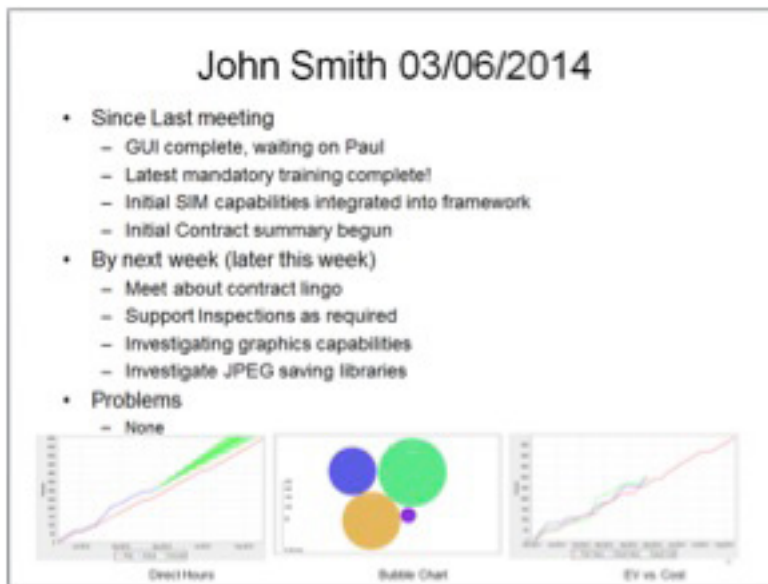 John Smith 03/06/2014
• Since Last meeting
– GUI complete, waiting on Paul
– Latest mandatory training complete!
– Initial SIM capabilities integrated into framework
– Initial Contract summary begun
• By next week (later this week)
– Meet about contract lingo
– Support Inspections as required
– Investigating graphics capabilities
– Investigate JPEG saving libraries
• Problems
– None
Direct Hours
Bubble Chart
EV vs. Cost